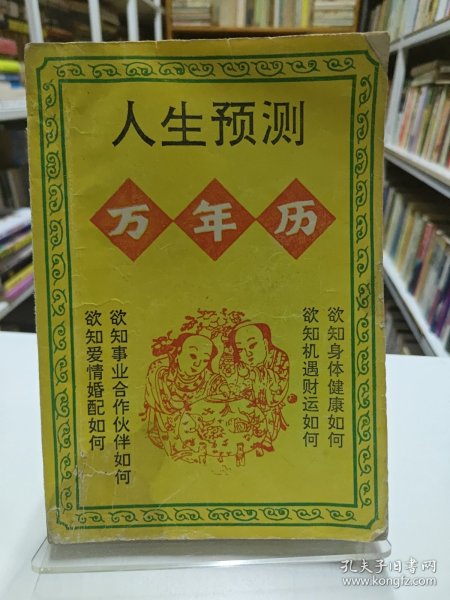 人生预测
万年历
欲知身体健康如何
欲知机遇财运如何
欲知事业合作伙伴如何
欲知爱情婚配如何
孔夫子旧书网
www.kongfz.com